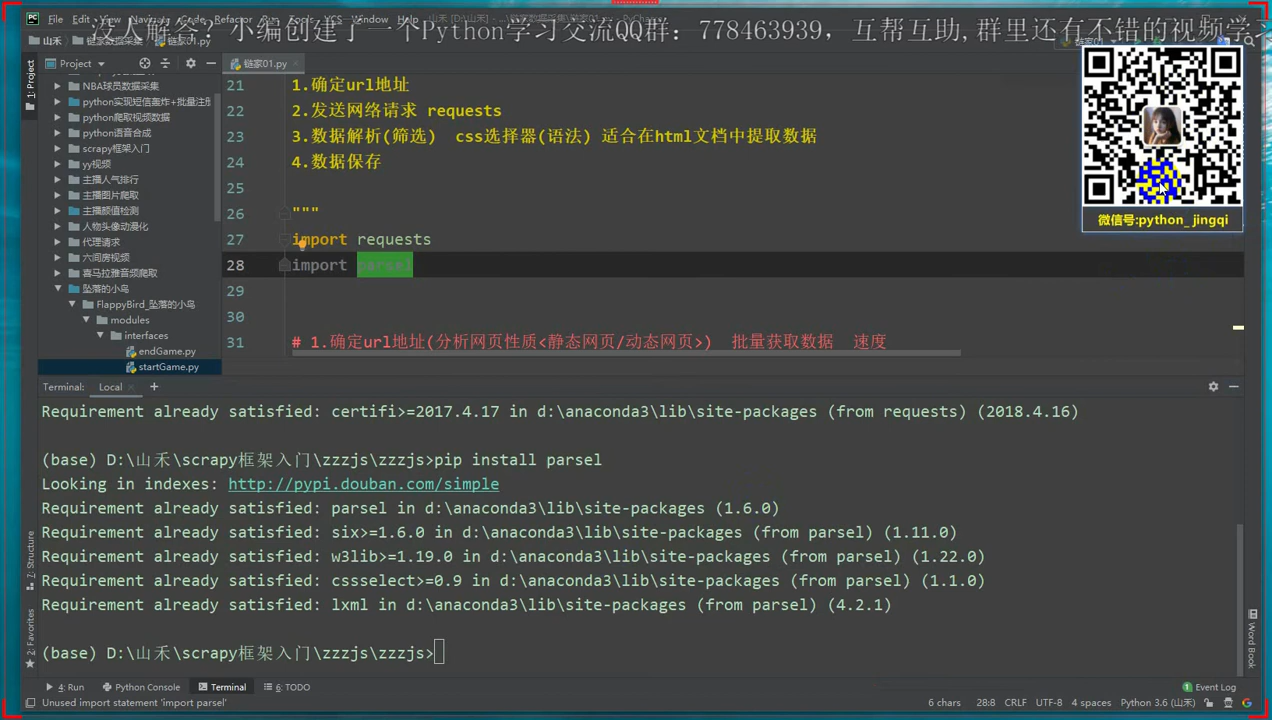 没人解答? 小编创建了一个Python学习交流QQ群: 778463939, 互帮互助,群里还有不错的视频学习
PC File Edit View Navigate Code Refactor Run Tools VCS Window Help
山禾 链家数据采集 链家01.py
Project
链家01.py
1: Project
NBA球员数据采集
python实现短信轰炸+批量注册
python爬取视频数据
python语音合成
scrapy框架入门
yy视频
主播人气排行
主播图片爬取
主播颜值检测
人物头像动漫化
代理请求
六间房视频
喜马拉雅音频爬取
坠落的小鸟
FlappyBird_坠落的小鸟
modules
interfaces
endGame.py
startGame.py
21 1.确定url地址
22 2.发送网络请求 requests
23 3.数据解析(筛选) css选择器(语法) 适合在html文档中提取数据
24 4.数据保存
25
26 """
27 import requests
28 import parsel
29
30
31 # 1.确定url地址(分析网页性质<静态网页/动态网页>) 批量获取数据 速度
微信号:python_jingqi
Terminal: Local +
Requirement already satisfied: certifi>=2017.4.17 in d:\anaconda3\lib\site-packages (from requests) (2018.4.16)
(base) D:\山禾\scrapy框架入门\zzzjs\zzzjs>pip install parsel
Looking in indexes: http://pypi.douban.com/simple
Requirement already satisfied: parsel in d:\anaconda3\lib\site-packages (1.6.0)
Requirement already satisfied: six>=1.6.0 in d:\anaconda3\lib\site-packages (from parsel) (1.11.0)
Requirement already satisfied: w3lib>=1.19.0 in d:\anaconda3\lib\site-packages (from parsel) (1.22.0)
Requirement already satisfied: cssselect>=0.9 in d:\anaconda3\lib\site-packages (from parsel) (1.1.0)
Requirement already satisfied: lxml in d:\anaconda3\lib\site-packages (from parsel) (4.2.1)
(base) D:\山禾\scrapy框架入门\zzzjs\zzzjs>
7: Structure
2: Favorites
Word Book
4: Run Python Console Terminal 6: TODO
1 Event Log
Unused import statement 'import parsel'
6 chars 28:8 CRLF UTF-8 4 spaces Python 3.6 (山禾)